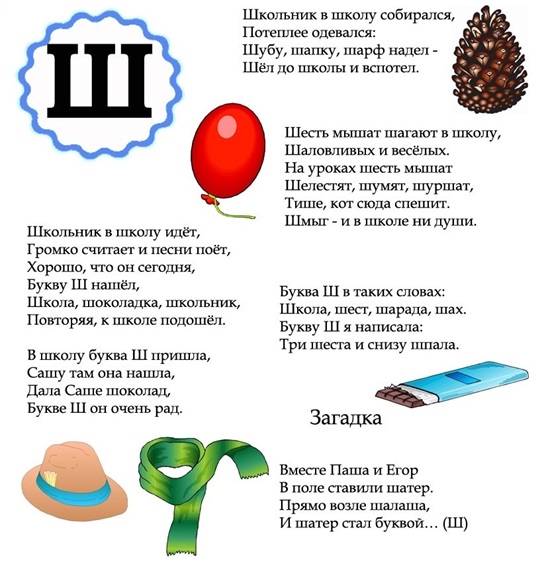 Ш
Школьник в школу собирался,
Потеплее одевался:
Шубу, шапку, шарф надел -
Шёл до школы и вспотел.
Шесть мышат шагают в школу,
Шаловливых и весёлых.
На уроках шесть мышат
Шелестят, шумят, шуршат,
Тише, кот сюда спешит.
Шмыг - и в школе ни души.
Школьник в школу идёт,
Громко считает и песни поёт,
Хорошо, что он сегодня,
Букву Ш нашёл,
Школа, шоколадка, школьник,
Повторяя, к школе подошёл.
В школу буква Ш пришла,
Сашу там она нашла,
Дала Саше шоколад,
Букве Ш он очень рад.
Буква Ш в таких словах:
Школа, шест, шарада, шах.
Букву Ш я написала:
Три шеста и снизу шпала.
Загадка
Вместе Паша и Егор
В поле ставили шатер.
Прямо возле шалаша,
И шатер стал буквой... (Ш)